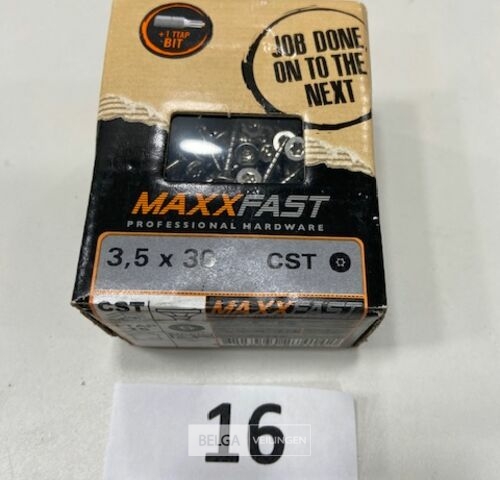 +1 TTAP
BIT
JOB DONE,
ON TO THE
NEXT
MAXXFAST
PROFESSIONAL HARDWARE
3,5 x 30 CST
CST MAXXFAST
16
BELGA VEILINGEN